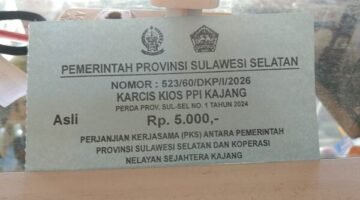 PEMERINTAH PROVINSI SULAWESI SELATAN
NOMOR : 523/60/DKP/I/2026
KARCIS KIOS PPI KAJANG
PERDA PROV. SUL-SEL NO. 1 TAHUN 2024
Asli Rp. 5.000,-
PERJANJIAN KERJASAMA (PKS) ANTARA PEMERINTAH
PROVINSI SULAWESI SELATAN DAN KOPERASI
NELAYAN SEJAHTERA KAJANG